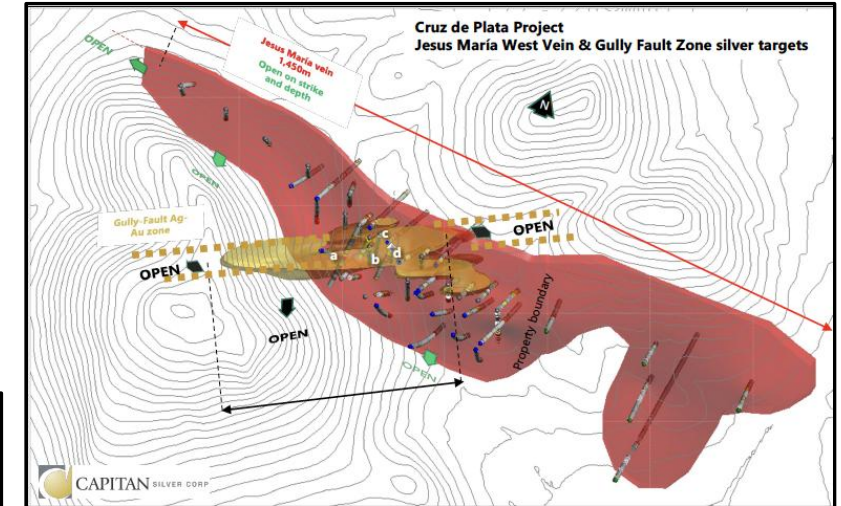 Cruz de Plata Project
Jesus María West Vein & Gully Fault Zone silver targets
OPEN
Jesus Maria vein
1,450m
Open on strike
and depth
N
OPEN
Gully-Fault Ag-
Au zone
OPEN
OPEN
a
b
c
d
OPEN
OPEN
Property boundary
CAPITAN SILVER CORP